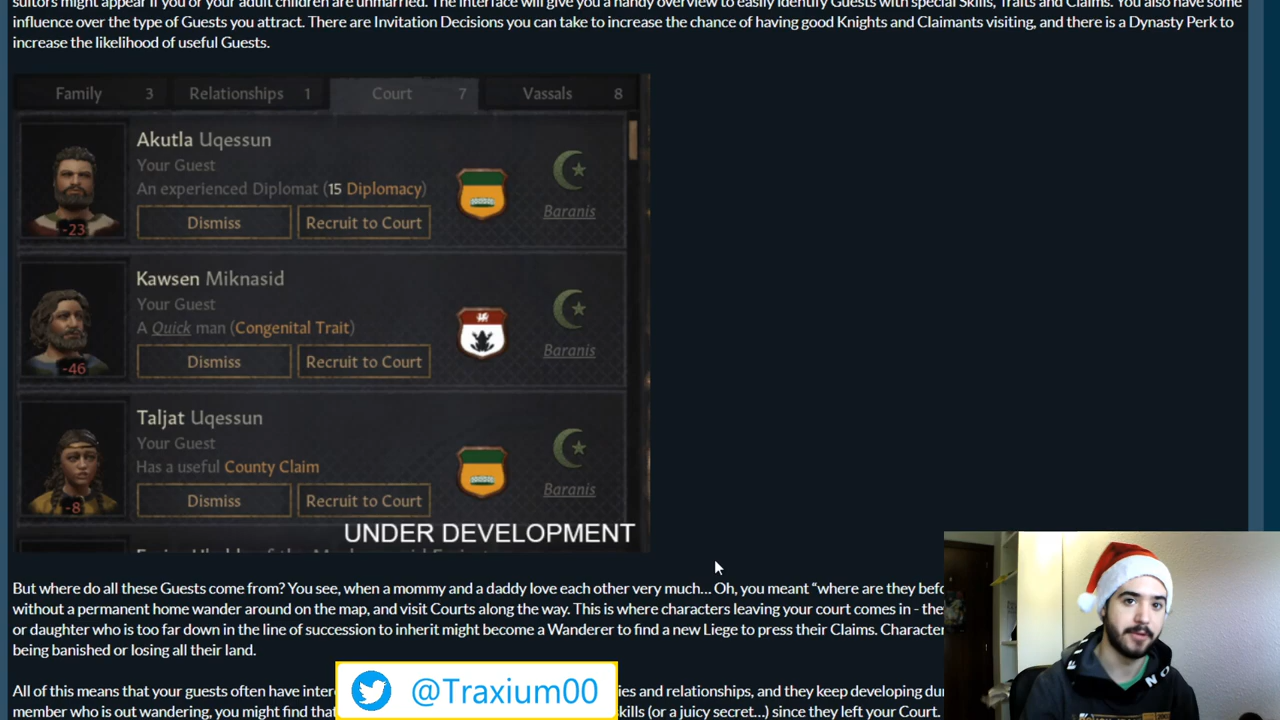 suitors might appear if you or your adult children are unmarried. The interface will give you a handy overview to easily identify Guests with special Skills, Traits and Claims. You also have some
influence over the type of Guests you attract. There are Invitation Decisions you can take to increase the chance of having good Knights and Claimants visiting, and there is a Dynasty Perk to
increase the likelihood of useful Guests.
Family 3 Relationships 1 Court 7 Vassals 8
Akutla Uqessun
Your Guest
An experienced Diplomat (15 Diplomacy)
-23
Dismiss Recruit to Court
Baranis
Kawsen Miknasid
Your Guest
A Quick man (Congenital Trait)
-46
Dismiss Recruit to Court
Baranis
Taljat Uqessun
Your Guest
Has a useful County Claim
-8
Dismiss Recruit to Court
Baranis
UNDER DEVELOPMENT
But where do all these Guests come from? You see, when a mommy and a daddy love each other very much... Oh, you meant “where are they befo
without a permanent home wander around on the map, and visit Courts along the way. This is where characters leaving your court comes in - the
or daughter who is too far down in the line of succession to inherit might become a Wanderer to find a new Liege to press their Claims. Character
being banished or losing all their land.
All of this means that your guests often have inter
ies and relationships, and they keep developing du
@Traxium00
member who is out wandering, you might find that
kills (or a juicy secret...) since they left your Court.